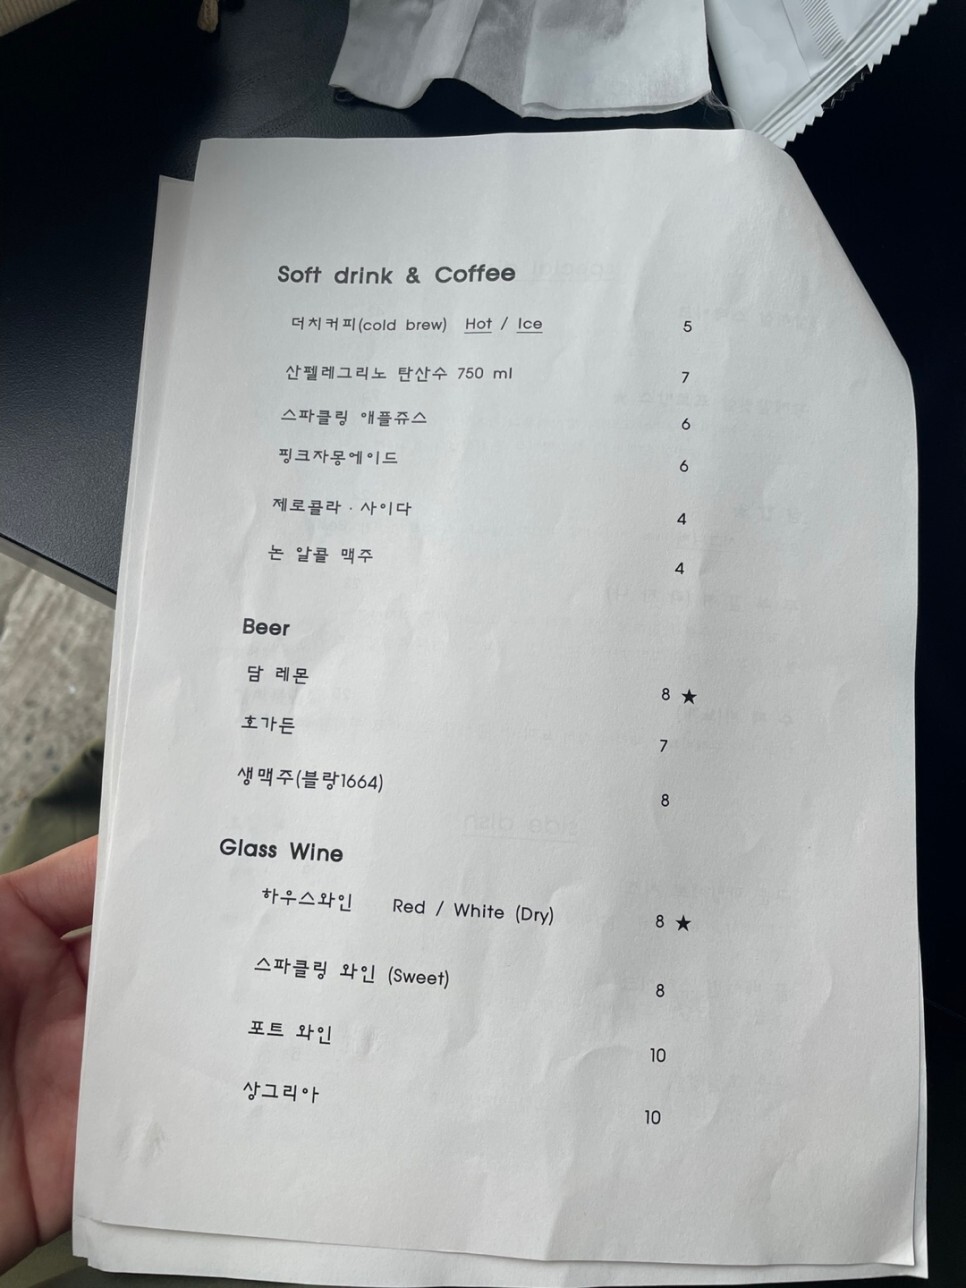 Soft drink & Coffee
더치커피(cold brew) Hot / Ice 5
산펠레그리노 탄산수 750 ml 7
스파클링 애플쥬스 6
핑크자몽에이드 6
제로콜라 · 사이다 4
논 알콜 맥주 4
Beer
담 레몬 8 ★
호가든 7
생맥주(블랑1664) 8
Glass Wine
하우스와인 Red / White (Dry) 8 ★
스파클링 와인 (Sweet) 8
포트 와인 10
상그리아 10